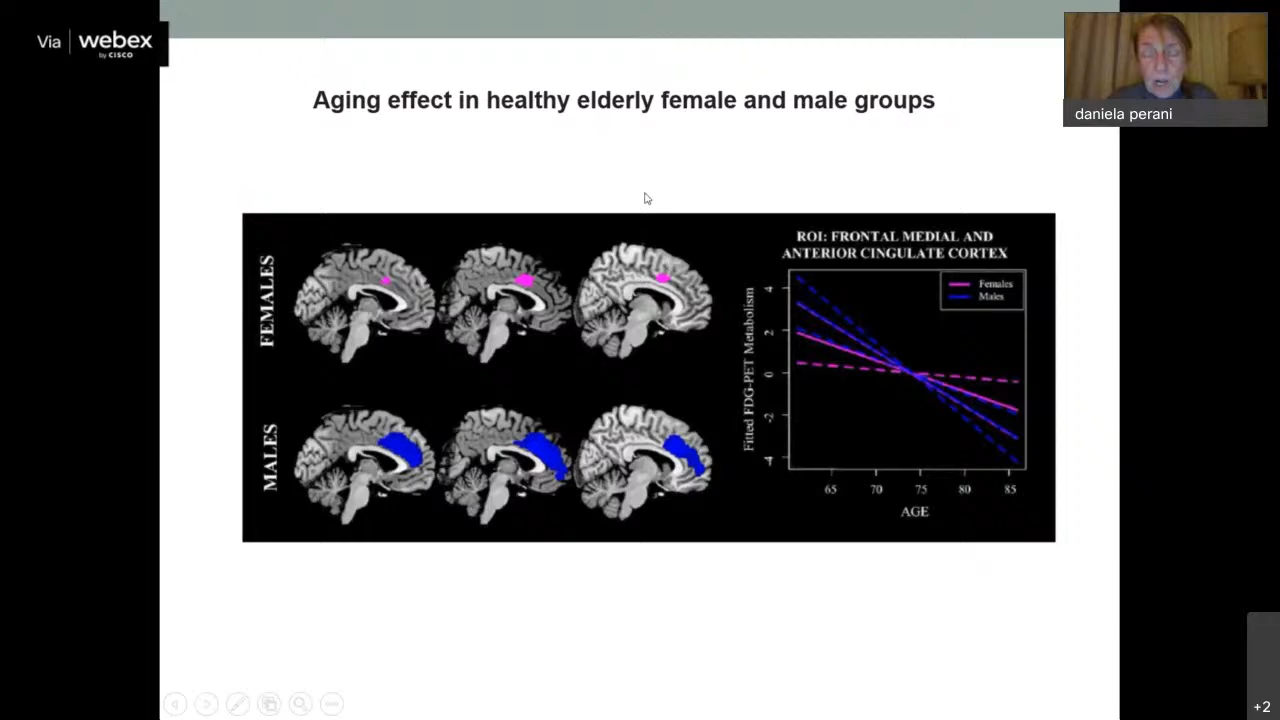 Via webex
by CISCO
daniela perani
Aging effect in healthy elderly female and male groups
FEMALES
MALES
ROI: FRONTAL MEDIAL AND
ANTERIOR CINGULATE CORTEX
Females
Males
Fitted FDG-PET Metabolism
4
2
0
-2
-4
65 70 75 80 85
AGE
+2